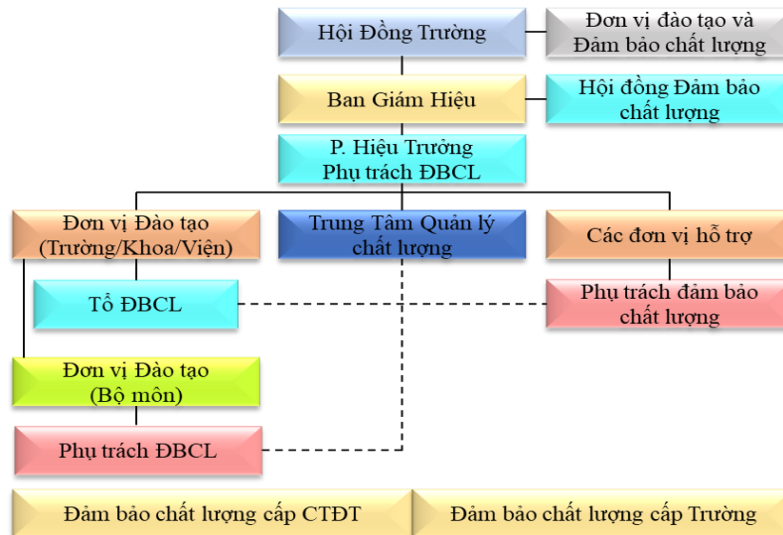 Hội Đồng Trường
Đơn vị đào tạo và
Đảm bảo chất lượng
Ban Giám Hiệu
Hội đồng Đảm bảo
chất lượng
P. Hiệu Trưởng
Phụ trách ĐBCL
Đơn vị Đào tạo
(Trường/Khoa/Viện)
Trung Tâm Quản lý
chất lượng
Các đơn vị hỗ trợ
Tổ ĐBCL
Phụ trách đảm bảo
chất lượng
Đơn vị Đào tạo
(Bộ môn)
Phụ trách ĐBCL
Đảm bảo chất lượng cấp CTĐT
Đảm bảo chất lượng cấp Trường